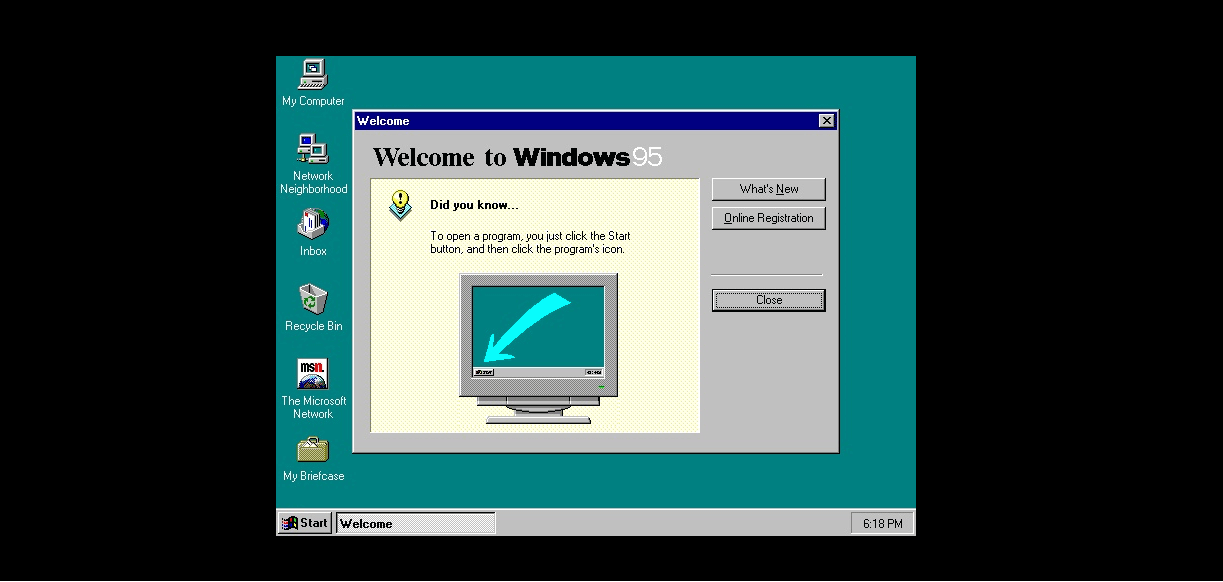 My Computer
Network
Neighborhood
Inbox
Recycle Bin
msn.
The Microsoft
Network
My Briefcase
Welcome
Welcome to Windows 95
Did you know...
To open a program, you just click the Start
button, and then click the program's icon.
What's New
Online Registration
Close
Start
Welcome
6:18 PM